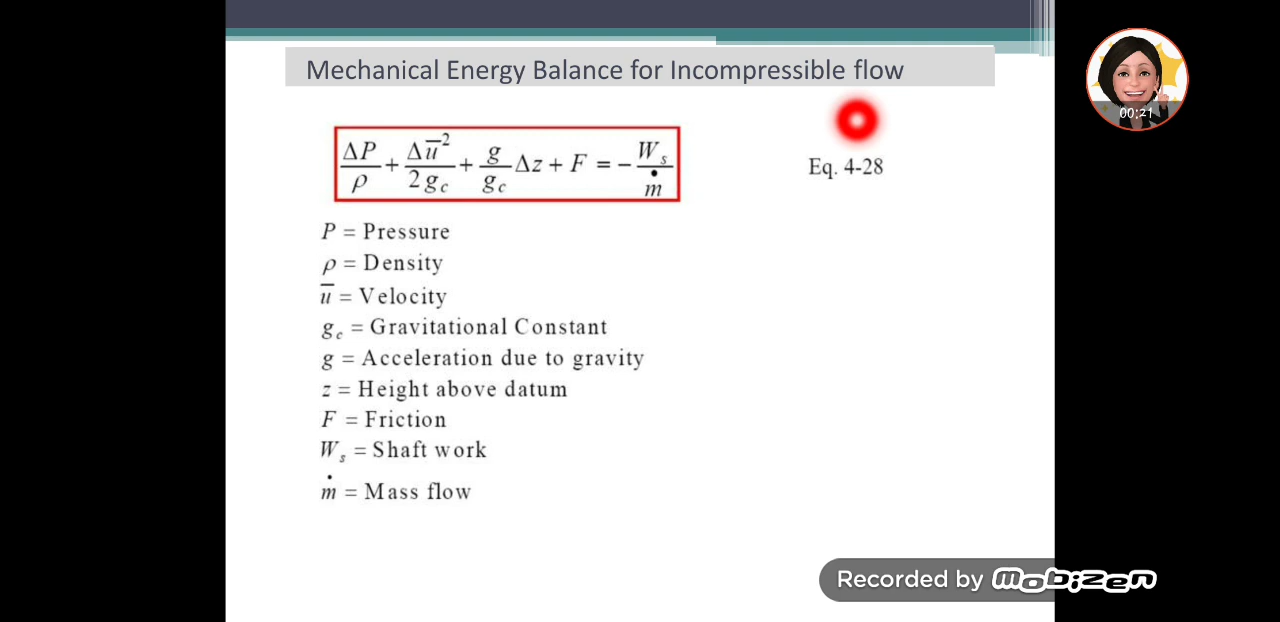 Mechanical Energy Balance for Incompressible flow
00:21
ΔP/ρ + Δu̅²/2g_c + g/g_c Δz + F = − W_s/ṁ
Eq. 4-28
P = Pressure
ρ = Density
u̅ = Velocity
g_c = Gravitational Constant
g = Acceleration due to gravity
z = Height above datum
F = Friction
W_s = Shaft work
ṁ = Mass flow
Recorded by mobizen